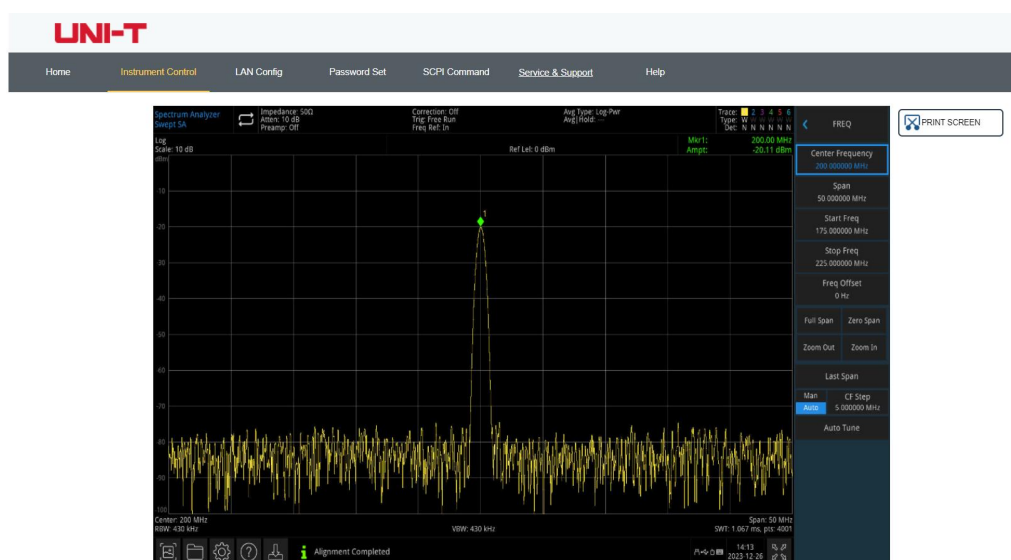 UNI-T
Home Instrument Control LAN Config Password Set SCPI Command Service & Support Help
PRINT SCREEN
Spectrum Analyzer
Swept SA
Impedance: 50Ω
Atten: 10 dB
Preamp: Off
Correction: Off
Trig: Free Run
Freq Ref: In
Avg Type: Log-Pwr
Avg|Hold: ---
Trace: 2 3 4 5 6
Type: W W W W W W
Det: N N N N N N
Log
Scale: 10 dB
Ref Lel: 0 dBm
Mkr1: 200.00 MHz
Ampt: -20.11 dBm
dBm
1
-10
-20
-30
-40
-50
-60
-70
-80
-90
100
Center: 200 MHz
RBW: 430 kHz
VBW: 430 kHz
Span: 50 MHz
SWT: 1.067 ms, pts: 4001
FREQ
Center Frequency
200.000000 MHz
Span
50.000000 MHz
Start Freq
175.000000 MHz
Stop Freq
225.000000 MHz
Freq Offset
0 Hz
Full Span Zero Span
Zoom Out Zoom In
Last Span
Man CF Step
Auto 5.000000 MHz
Auto Tune
Alignment Completed
14:13
2023-12-26